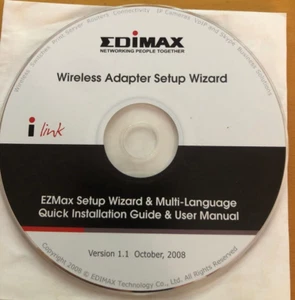 EDIMAX
NETWORKING PEOPLE TOGETHER
Wireless Adapter Setup Wizard
i link
EZMax Setup Wizard & Multi-Language
Quick Installation Guide & User Manual
Version 1.1 October, 2008
Copyright 2008 © EDIMAX Technology Co., Ltd. All Rights Reserved